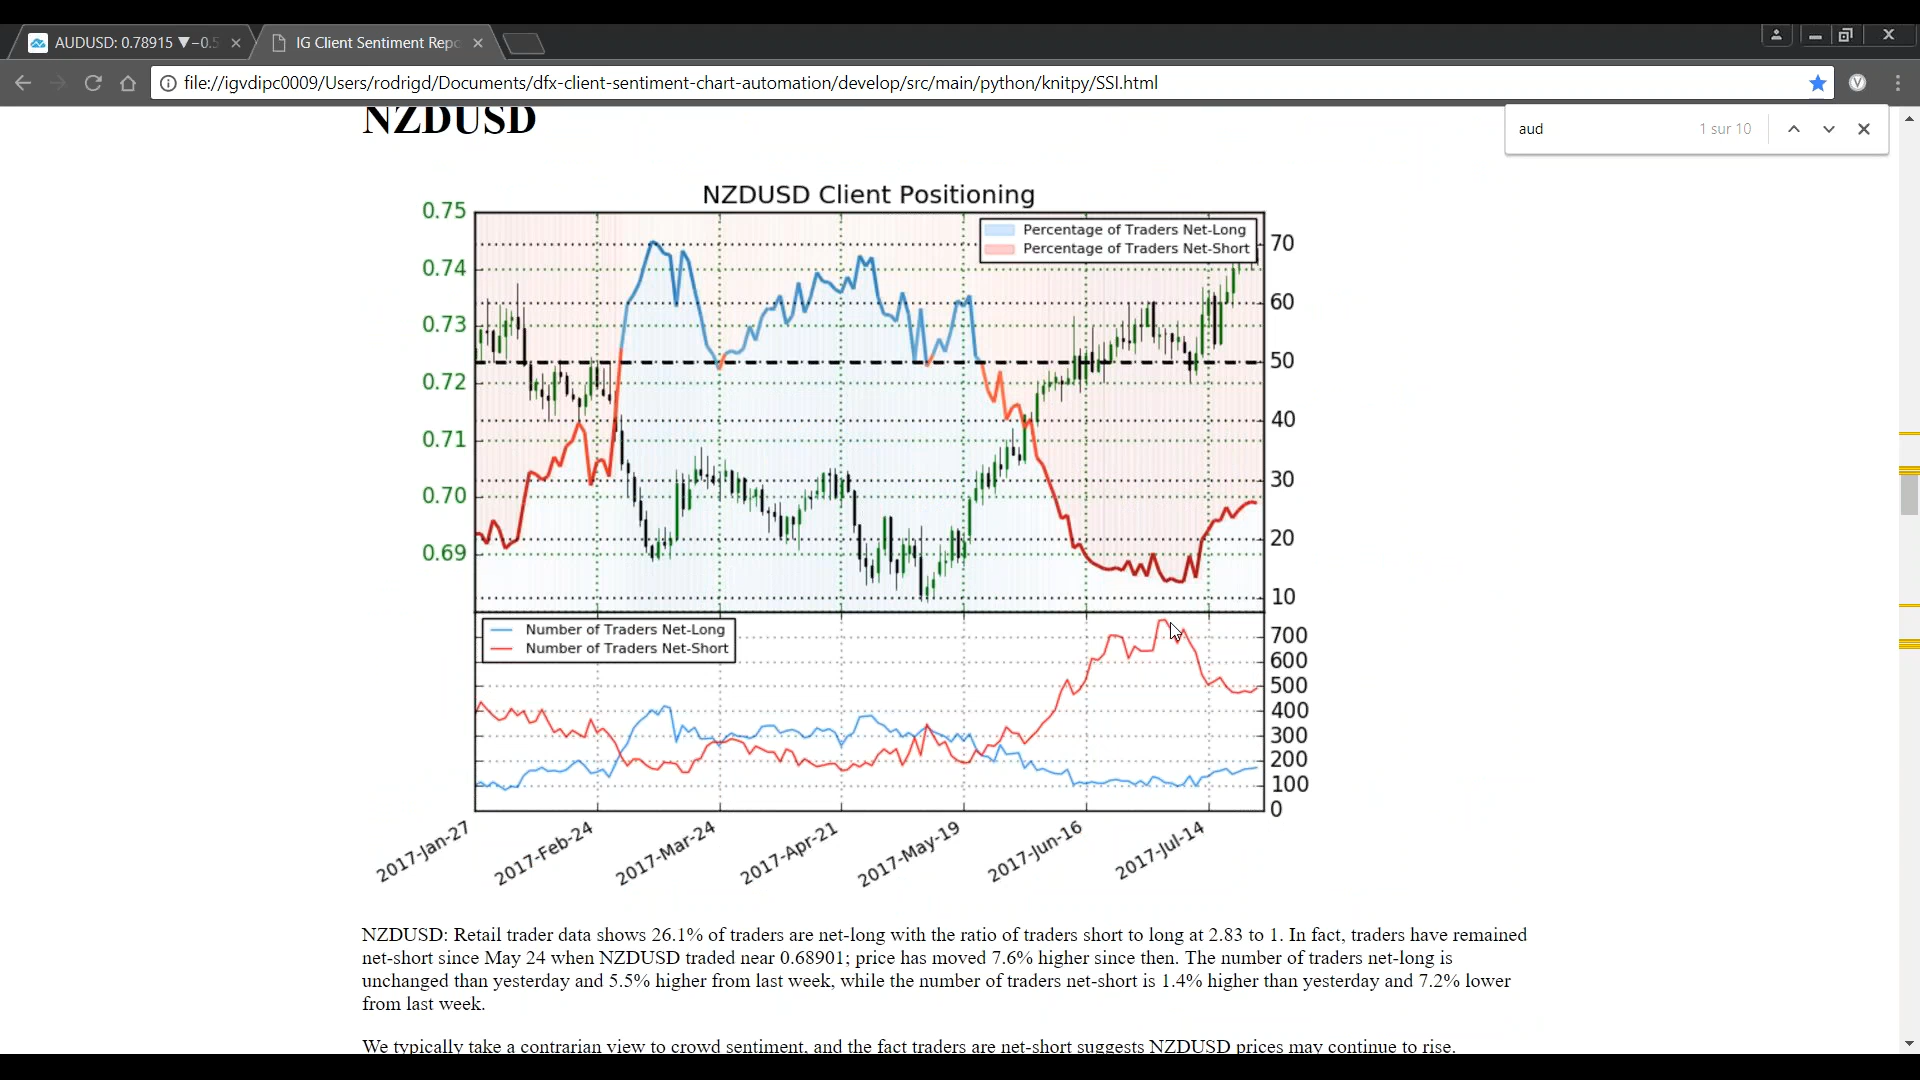 AUDUSD: 0.78915 ▼−0.5
IG Client Sentiment Repo
file://igvdipc0009/Users/rodrigd/Documents/dfx-client-sentiment-chart-automation/develop/src/main/python/knitpy/SSI.html
V
aud
1 sur 10
NZDUSD
NZDUSD Client Positioning
Percentage of Traders Net-Long
Percentage of Traders Net-Short
0.75
0.74
0.73
0.72
0.71
0.70
0.69
70
60
50
40
30
20
10
Number of Traders Net-Long
Number of Traders Net-Short
700
600
500
400
300
200
100
0
2017-Jan-27
2017-Feb-24
2017-Mar-24
2017-Apr-21
2017-May-19
2017-Jun-16
2017-Jul-14
NZDUSD: Retail trader data shows 26.1% of traders are net-long with the ratio of traders short to long at 2.83 to 1. In fact, traders have remained
net-short since May 24 when NZDUSD traded near 0.68901; price has moved 7.6% higher since then. The number of traders net-long is
unchanged than yesterday and 5.5% higher from last week, while the number of traders net-short is 1.4% higher than yesterday and 7.2% lower
from last week.
We typically take a contrarian view to crowd sentiment, and the fact traders are net-short suggests NZDUSD prices may continue to rise.